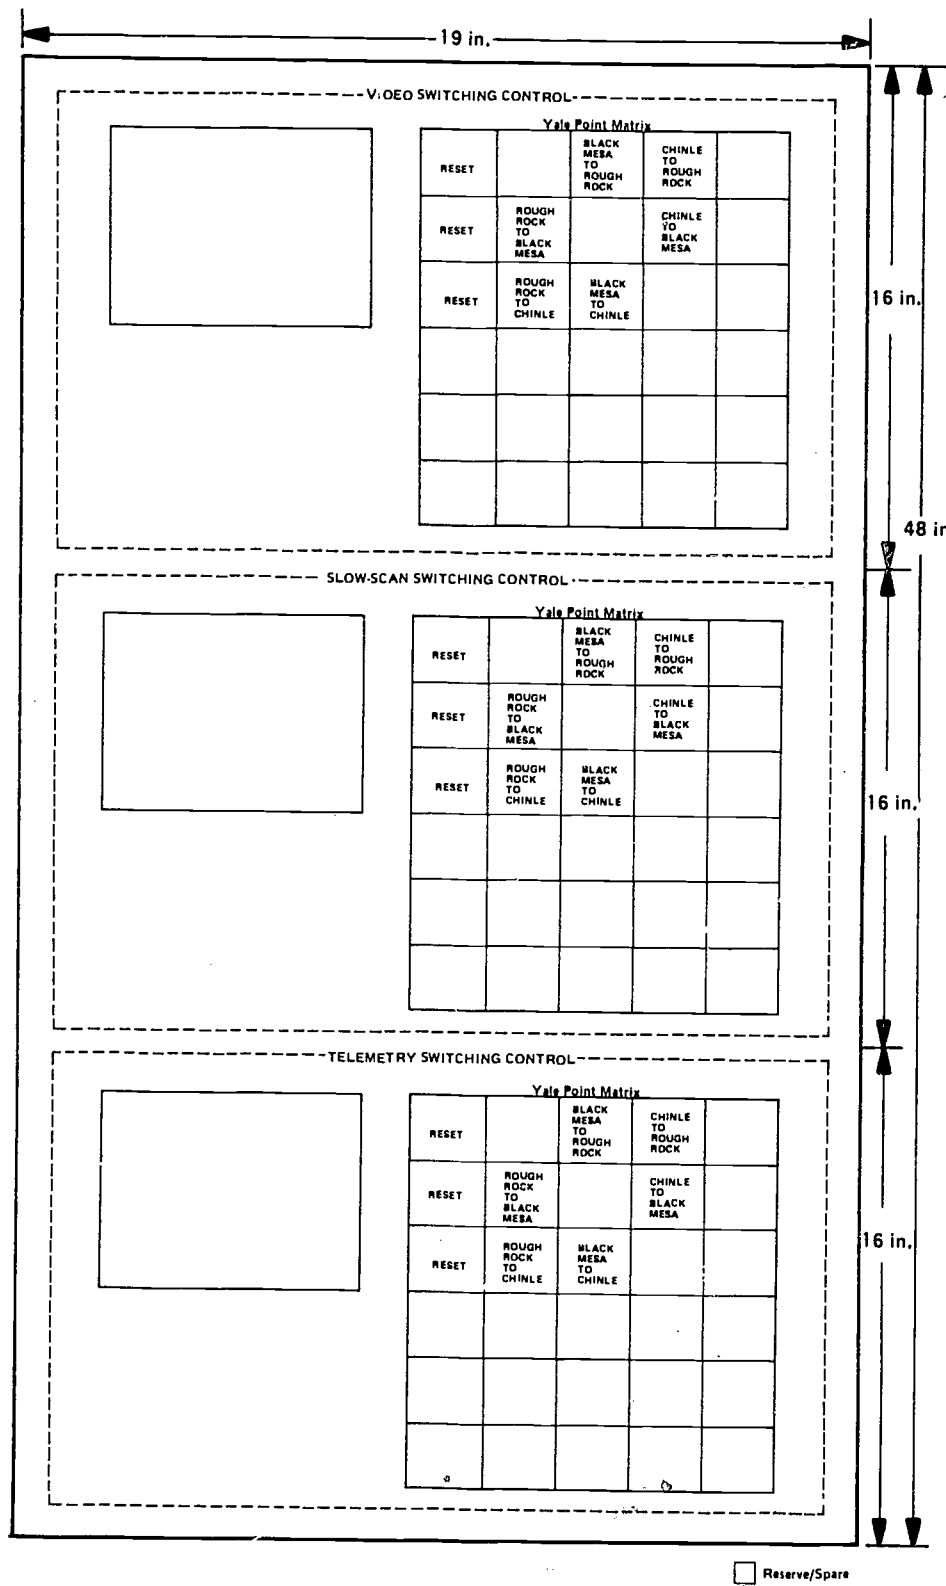 19 in.
VIDEO SWITCHING CONTROL
Yale Point Matrix
RESET
BLACK
MESA
TO
ROUGH
ROCK
CHINLE
TO
ROUGH
ROCK
RESET
ROUGH
ROCK
TO
BLACK
MESA
CHINLE
TO
BLACK
MESA
RESET
ROUGH
ROCK
TO
CHINLE
BLACK
MESA
TO
CHINLE
16 in.
48 in
SLOW-SCAN SWITCHING CONTROL
Yale Point Matrix
RESET
BLACK
MESA
TO
ROUGH
ROCK
CHINLE
TO
ROUGH
ROCK
RESET
ROUGH
ROCK
TO
BLACK
MESA
CHINLE
TO
BLACK
MESA
RESET
ROUGH
ROCK
TO
CHINLE
BLACK
MESA
TO
CHINLE
16 in.
TELEMETRY SWITCHING CONTROL
Yale Point Matrix
RESET
BLACK
MESA
TO
ROUGH
ROCK
CHINLE
TO
ROUGH
ROCK
RESET
ROUGH
ROCK
TO
BLACK
MESA
CHINLE
TO
BLACK
MESA
RESET
ROUGH
ROCK
TO
CHINLE
BLACK
MESA
TO
CHINLE
16 in.
Reserve/Spare